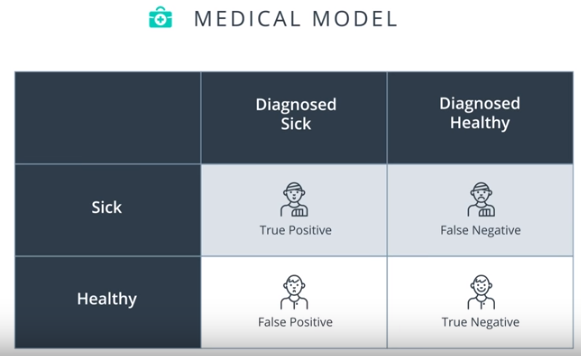 MEDICAL MODEL
Diagnosed
Sick
Diagnosed
Healthy
Sick
True Positive
False Negative
Healthy
False Positive
True Negative